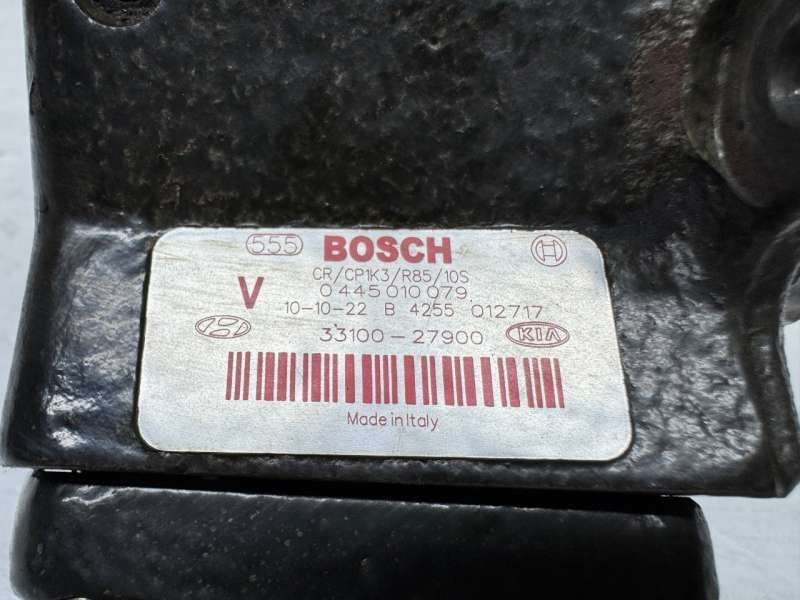 555 BOSCH H
CR/CP1K3/R85/10S
V 0 445 010 079
10-10-22 B 4255 012717
33100-27900 KIA
Made in Italy